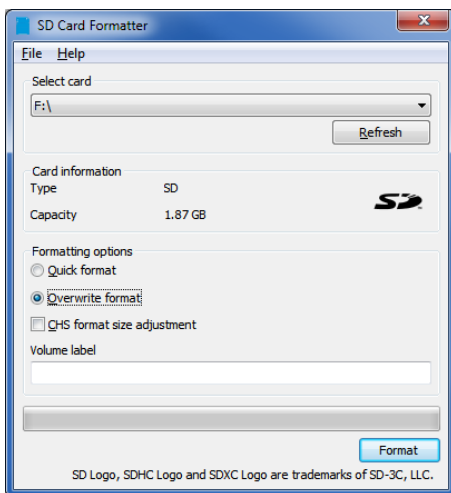 SD Card Formatter
File Help
Select card
F:\
Refresh
Card information
Type SD
Capacity 1.87 GB
SD
Formatting options
Quick format
Overwrite format
CHS format size adjustment
Volume label
Format
SD Logo, SDHC Logo and SDXC Logo are trademarks of SD-3C, LLC.